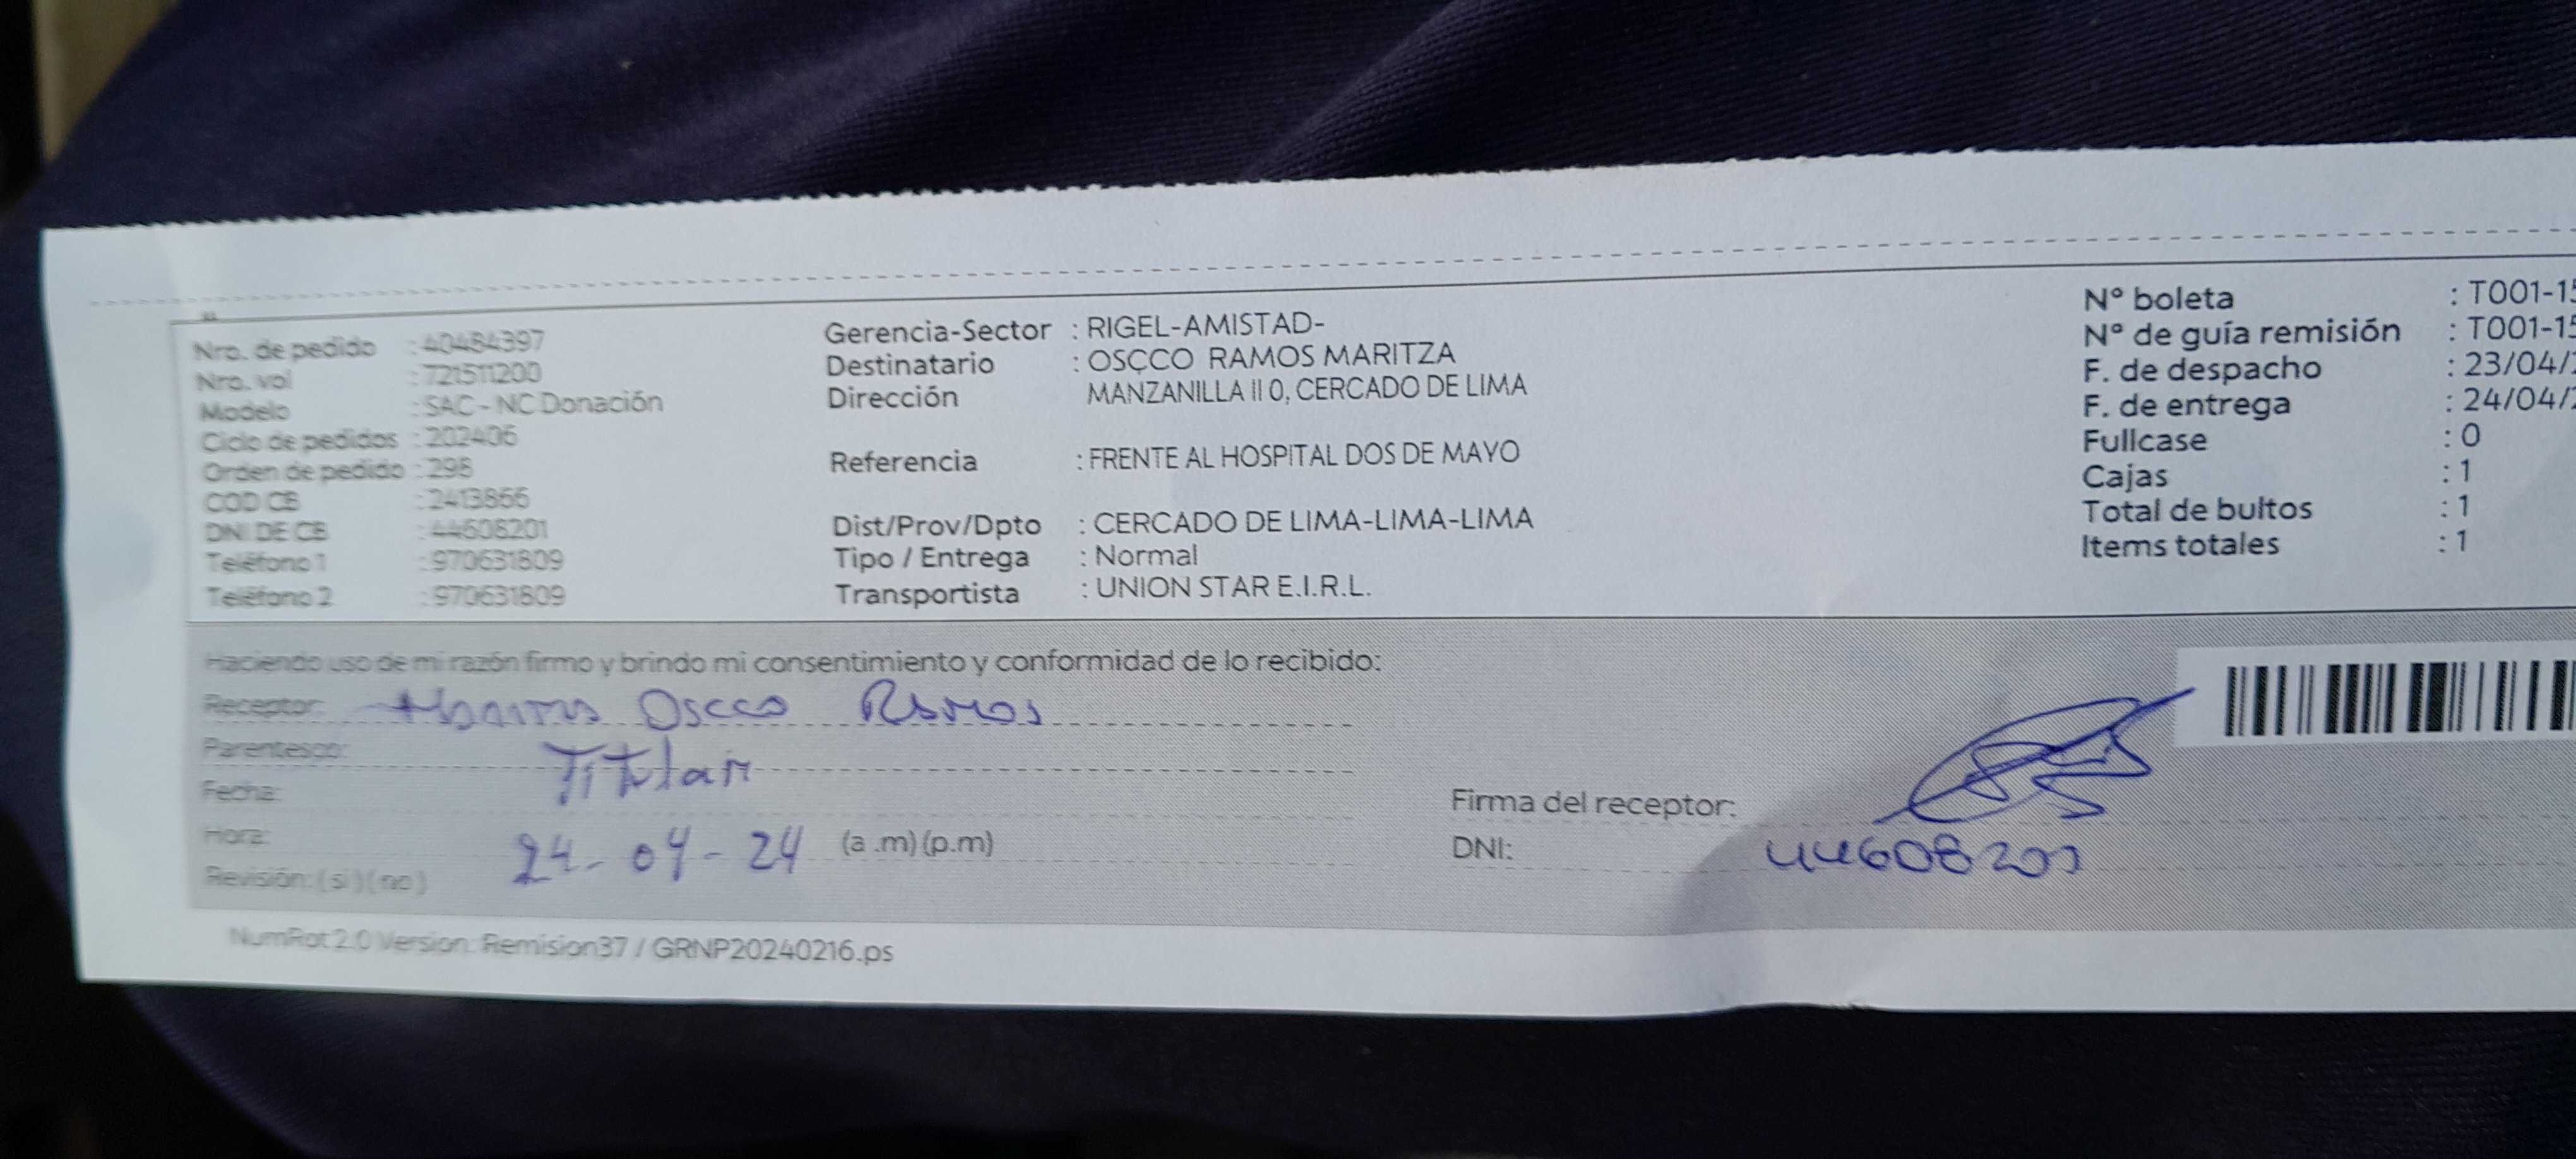 Nro. de pedido : 40484397
Nro. vol : 721511200
Modelo : SAC - NC Donación
Ciclo de pedidos : 202406
Orden de pedido : 298
COD CB : 2413866
DNI DE CB : 44608201
Teléfono 1 : 970631809
Teléfono 2 : 970631809
Gerencia-Sector : RIGEL-AMISTAD-
Destinatario : OSCCO RAMOS MARITZA
Dirección MANZANILLA II 0, CERCADO DE LIMA
Referencia : FRENTE AL HOSPITAL DOS DE MAYO
Dist/Prov/Dpto : CERCADO DE LIMA-LIMA-LIMA
Tipo / Entrega : Normal
Transportista : UNION STAR E.I.R.L.
N° boleta : T001-15
N° de guía remisión : T001-15
F. de despacho : 23/04/
F. de entrega : 24/04/
Fullcase : 0
Cajas : 1
Total de bultos : 1
Items totales : 1
Haciendo uso de mi razón firmo y brindo mi consentimiento y conformidad de lo recibido:
Receptor: Oscco Ramos
Parentesco: Titular
Fecha:
Hora: 24-04-24 (a .m) (p.m)
Revisión: ( si ) ( no )
Firma del receptor:
DNI: 44608201
NumRot 2.0 Version: Remision37 / GRNP20240216.ps